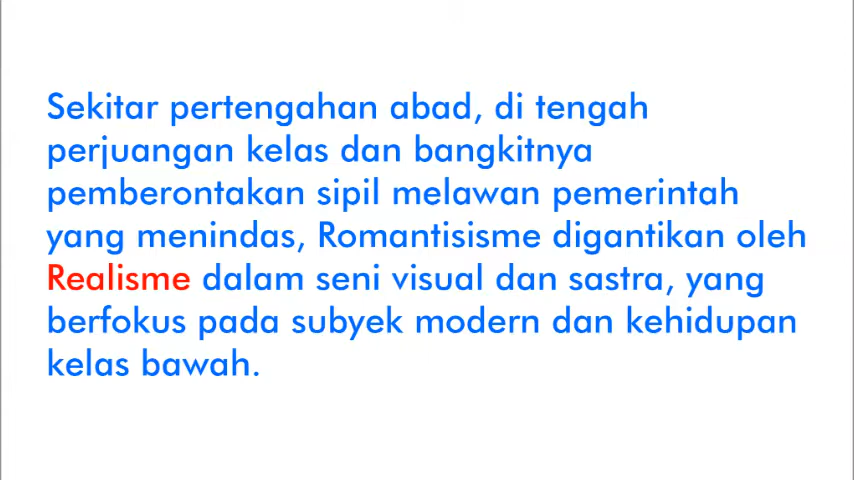 Sekitar pertengahan abad, di tengah
perjuangan kelas dan bangkitnya
pemberontakan sipil melawan pemerintah
yang menindas, Romantisisme digantikan oleh
Realisme dalam seni visual dan sastra, yang
berfokus pada subyek modern dan kehidupan
kelas bawah.